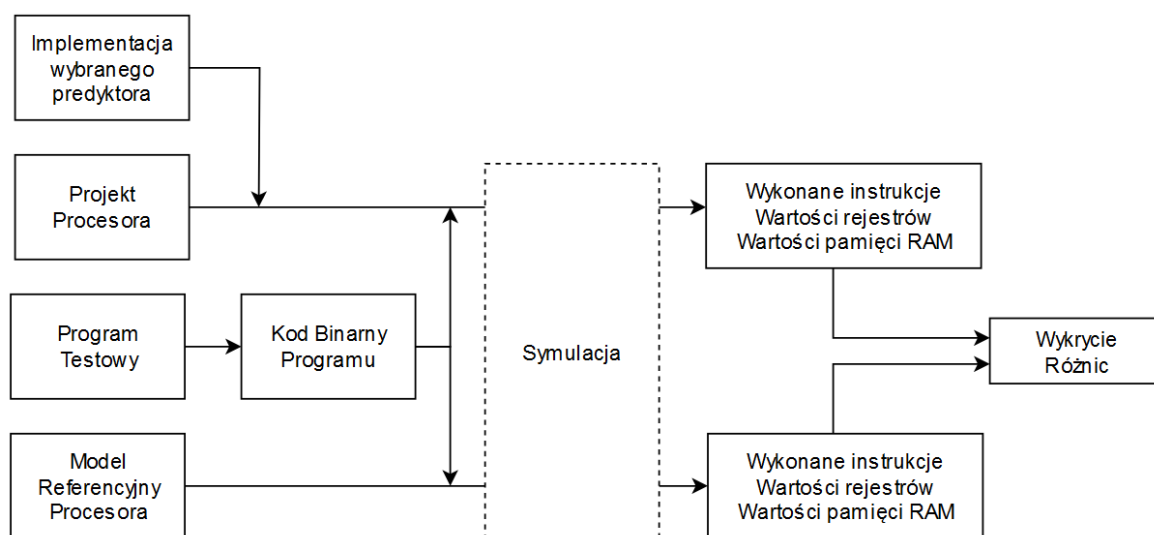 Implementacja
wybranego
predyktora
Projekt
Procesora
Program
Testowy
Kod Binarny
Programu
Model
Referencyjny
Procesora
Symulacja
Wykonane instrukcje
Wartości rejestrów
Wartości pamięci RAM
Wykonane instrukcje
Wartości rejestrów
Wartości pamięci RAM
Wykrycie
Różnic